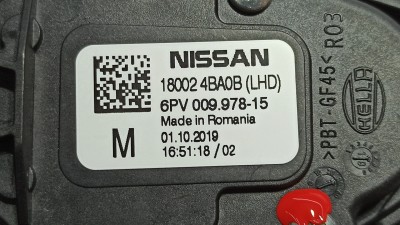 NISSAN
18002 4BA0B (LHD)
6PV 009.978-15
Made in Romania
M
01.10.2019
16:51:18 / 02
>PBT-GF45< R03
HELLA